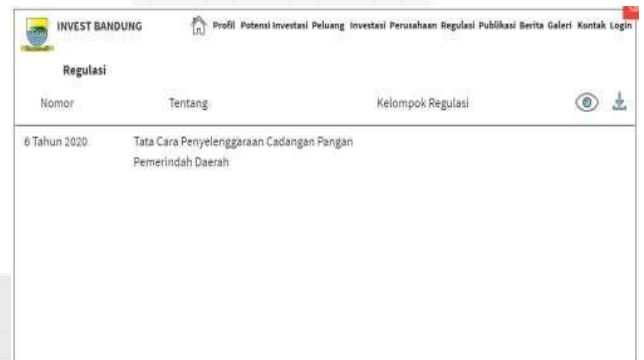 INVEST BANDUNG
Profil Potensi Investasi Peluang Investasi Perusahaan Regulasi Publikasi Berita Galeri Kontak Login
Regulasi
Nomor Tentang Kelompok Regulasi
6 Tahun 2020 Tata Cara Penyelenggaraan Cadangan Pangan
Pemerindah Daerah